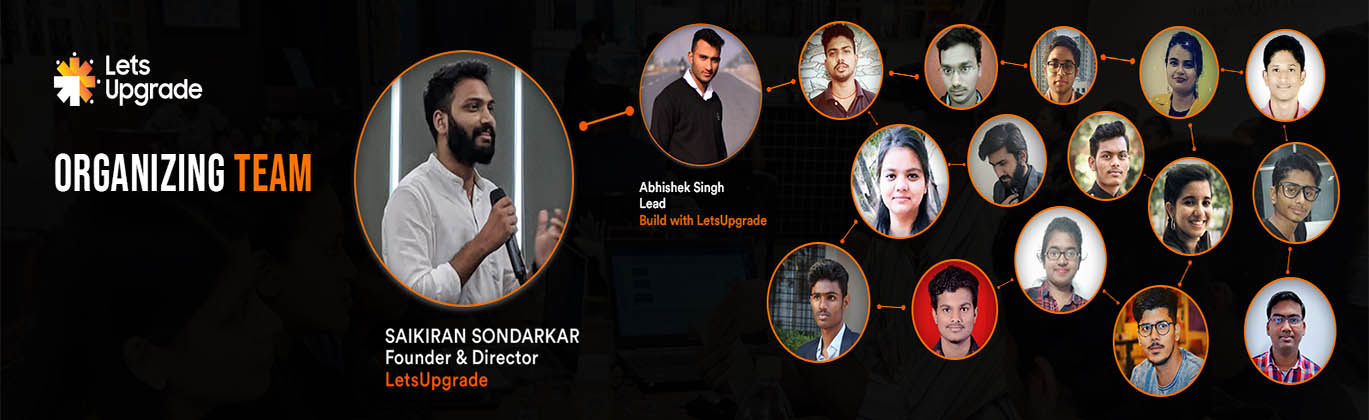 Lets
Upgrade
ORGANIZING TEAM
SAIKIRAN SONDARKAR
Founder & Director
LetsUpgrade
Abhishek Singh
Lead
Build with LetsUpgrade